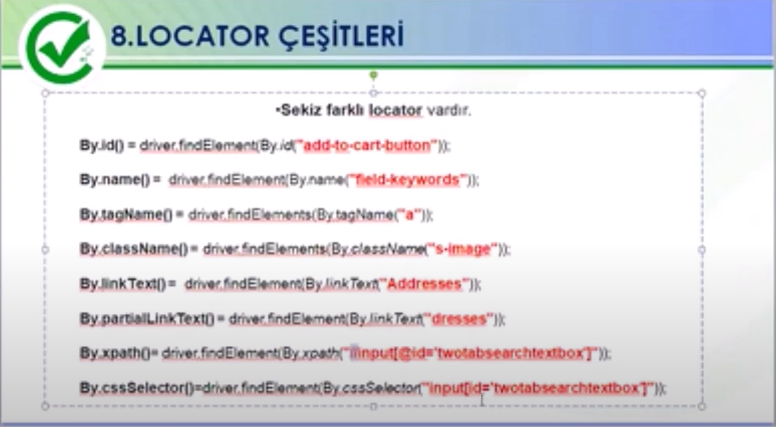 8.LOCATOR ÇEŞİTLERİ
•Sekiz farklı locator vardır.
By.id() = driver.findElement(By.id("add-to-cart-button"));
By.name() = driver.findElement(By.name("field-keywords"));
By.tagName() = driver.findElements(By.tagName("a"));
By.className() = driver.findElements(By.className("s-image"));
By.linkText() = driver.findElement(By.linkText("Addresses"));
By.partialLinkText() = driver.findElement(By.linkText("dresses"));
By.xpath()= driver.findElement(By.xpath("//input[@id='twotabsearchtextbox']"));
By.cssSelector()=driver.findElement(By.cssSelector("input[id='twotabsearchtextbox']"));